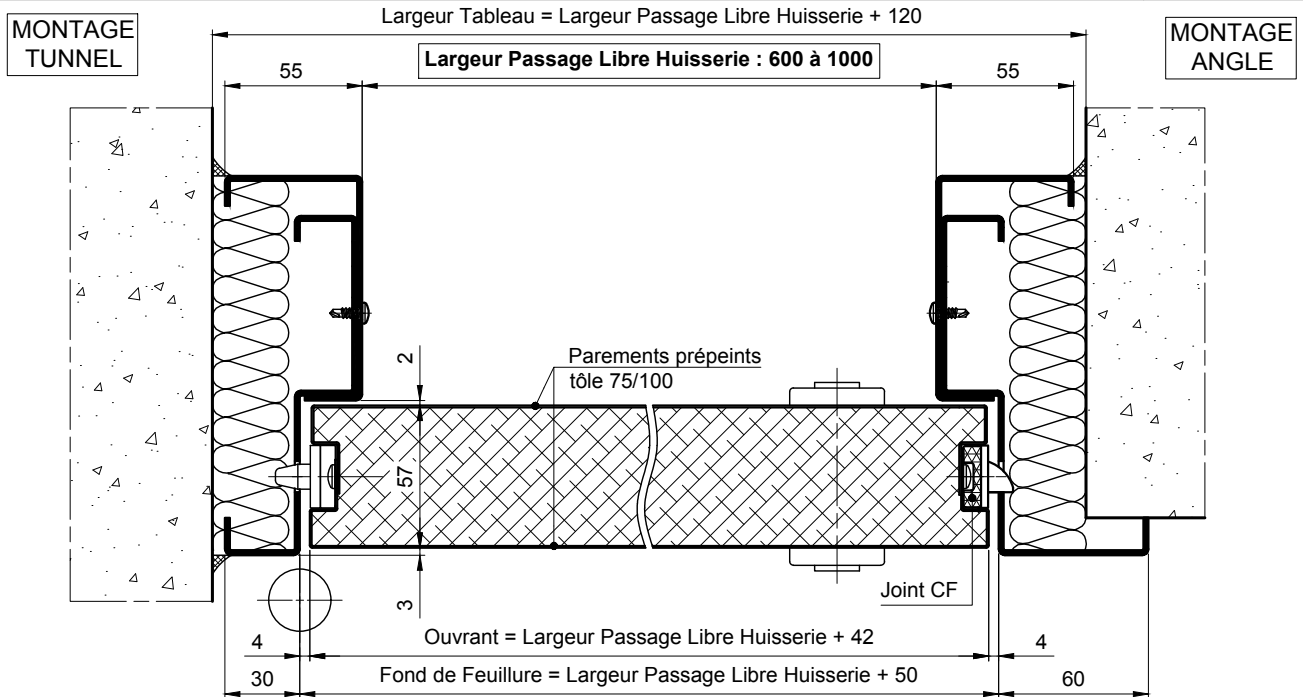 Largeur Tableau = Largeur Passage Libre Huisserie + 120
MONTAGE
TUNNEL
MONTAGE
ANGLE
Largeur Passage Libre Huisserie : 600 à 1000
55
55
2
Parements prépeints
tôle 75/100
57
3
Joint CF
4
Ouvrant = Largeur Passage Libre Huisserie + 42
4
30
Fond de Feuillure = Largeur Passage Libre Huisserie + 50
60